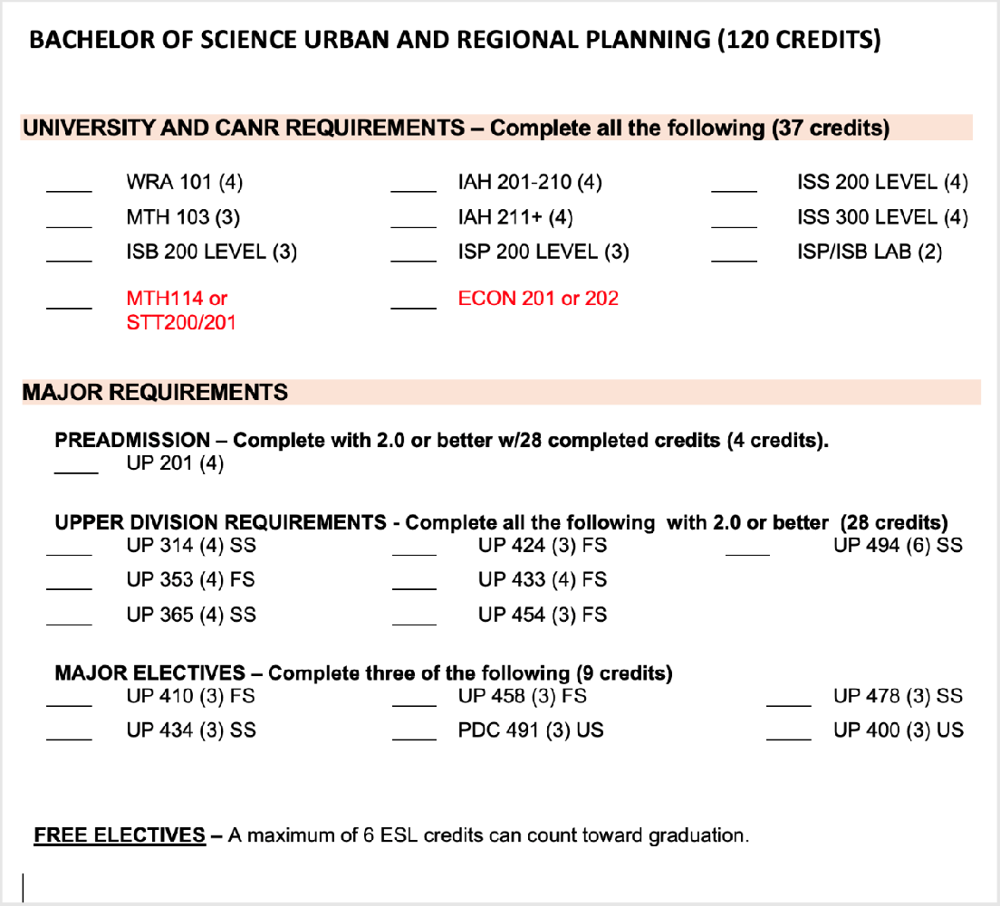 BACHELOR OF SCIENCE URBAN AND REGIONAL PLANNING (120 CREDITS)
UNIVERSITY AND CANR REQUIREMENTS – Complete all the following (37 credits)
____ WRA 101 (4) ____ IAH 201-210 (4) ____ ISS 200 LEVEL (4)
____ MTH 103 (3) ____ IAH 211+ (4) ____ ISS 300 LEVEL (4)
____ ISB 200 LEVEL (3) ____ ISP 200 LEVEL (3) ____ ISP/ISB LAB (2)
____ MTH114 or ____ ECON 201 or 202
STT200/201
MAJOR REQUIREMENTS
PREADMISSION – Complete with 2.0 or better w/28 completed credits (4 credits).
____ UP 201 (4)
UPPER DIVISION REQUIREMENTS - Complete all the following with 2.0 or better (28 credits)
____ UP 314 (4) SS ____ UP 424 (3) FS ____ UP 494 (6) SS
____ UP 353 (4) FS ____ UP 433 (4) FS
____ UP 365 (4) SS ____ UP 454 (3) FS
MAJOR ELECTIVES – Complete three of the following (9 credits)
____ UP 410 (3) FS ____ UP 458 (3) FS ____ UP 478 (3) SS
____ UP 434 (3) SS ____ PDC 491 (3) US ____ UP 400 (3) US
FREE ELECTIVES – A maximum of 6 ESL credits can count toward graduation.